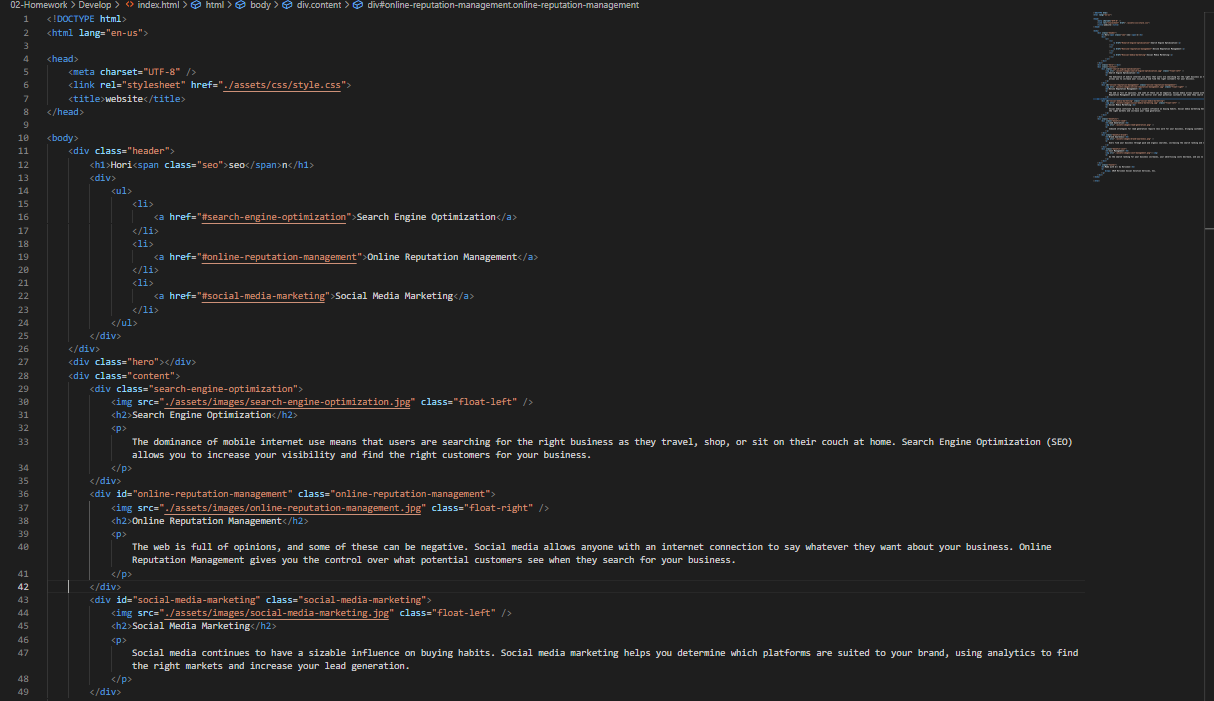 02-Homework > Develop > <> index.html > html > body > div.content > div#online-reputation-management.online-reputation-management
1 <!DOCTYPE html>
2 <html lang="en-us">
3
4 <head>
5 <meta charset="UTF-8" />
6 <link rel="stylesheet" href="./assets/css/style.css">
7 <title>website</title>
8 </head>
9
10 <body>
11 <div class="header">
12 <h1>Hori<span class="seo">seo</span>n</h1>
13 <div>
14 <ul>
15 <li>
16 <a href="#search-engine-optimization">Search Engine Optimization</a>
17 </li>
18 <li>
19 <a href="#online-reputation-management">Online Reputation Management</a>
20 </li>
21 <li>
22 <a href="#social-media-marketing">Social Media Marketing</a>
23 </li>
24 </ul>
25 </div>
26 </div>
27 <div class="hero"></div>
28 <div class="content">
29 <div class="search-engine-optimization">
30 <img src="./assets/images/search-engine-optimization.jpg" class="float-left" />
31 <h2>Search Engine Optimization</h2>
32 <p>
33 The dominance of mobile internet use means that users are searching for the right business as they travel, shop, or sit on their couch at home. Search Engine Optimization (SEO)
allows you to increase your visibility and find the right customers for your business.
34 </p>
35 </div>
36 <div id="online-reputation-management" class="online-reputation-management">
37 <img src="./assets/images/online-reputation-management.jpg" class="float-right" />
38 <h2>Online Reputation Management</h2>
39 <p>
40 The web is full of opinions, and some of these can be negative. Social media allows anyone with an internet connection to say whatever they want about your business. Online
Reputation Management gives you the control over what potential customers see when they search for your business.
41 </p>
42 </div>
43 <div id="social-media-marketing" class="social-media-marketing">
44 <img src="./assets/images/social-media-marketing.jpg" class="float-left" />
45 <h2>Social Media Marketing</h2>
46 <p>
47 Social media continues to have a sizable influence on buying habits. Social media marketing helps you determine which platforms are suited to your brand, using analytics to find
the right markets and increase your lead generation.
48 </p>
49 </div>